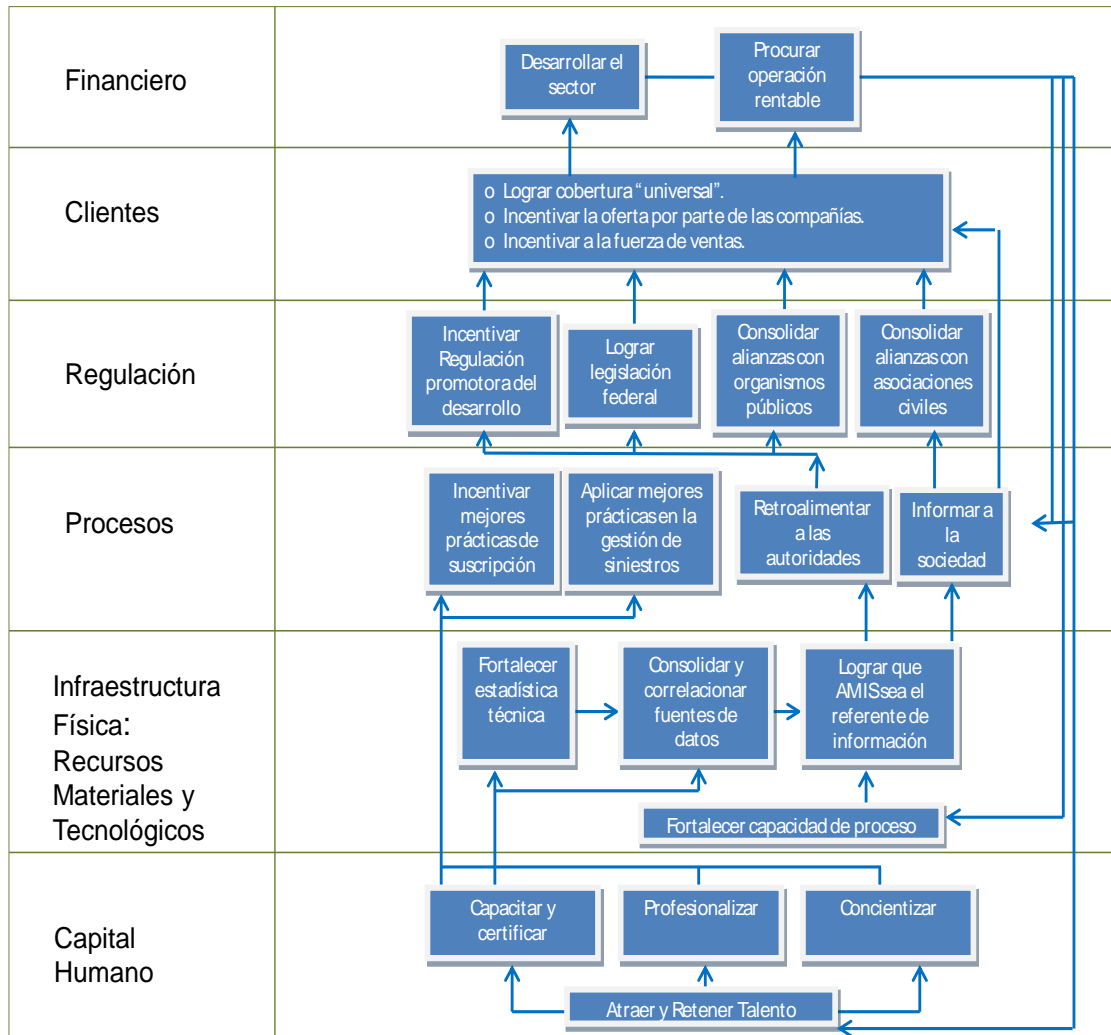 Financiero
Desarrollar el
sector
Procurar
operación
rentable
Clientes
o Lograr cobertura “universal”.
o Incentivar la oferta por parte de las compañías.
o Incentivar a la fuerza de ventas.
Regulación
Incentivar
Regulación
promotora del
desarrollo
Lograr
legislación
federal
Consolidar
alianzas con
organismos
públicos
Consolidar
alianzas con
asociaciones
civiles
Procesos
Incentivar
mejores
prácticas de
suscripción
Aplicar mejores
prácticas en la
gestión de
siniestros
Retroalimentar
a las
autoridades
Informar a
la
sociedad
Infraestructura
Física:
Recursos
Materiales y
Tecnológicos
Fortalecer
estadística
técnica
Consolidar y
correlacionar
fuentes de
datos
Lograr que
AMIS sea el
referente de
información
Fortalecer capacidad de proceso
Capital
Humano
Capacitar y
certificar
Profesionalizar
Concientizar
Atraer y Retener Talento